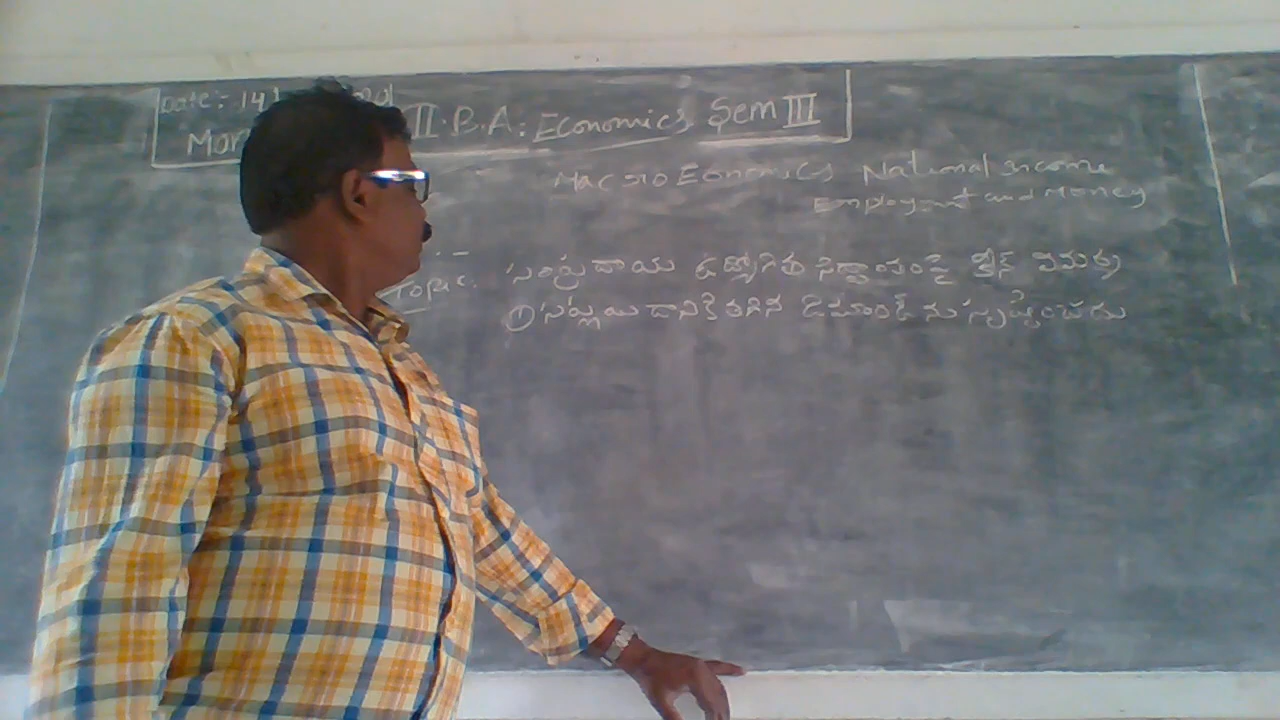 Date:- 14
II. B.A: Economics Sem III
Macro Economics National Income
Employment and Money
Topic: సంప్రదాయ ఉద్యోగిత సిద్ధాంతంపై కీన్స్ విమర్శ
① సప్లయి దానికి తగిన డిమాండ్ ను సృష్టించదు